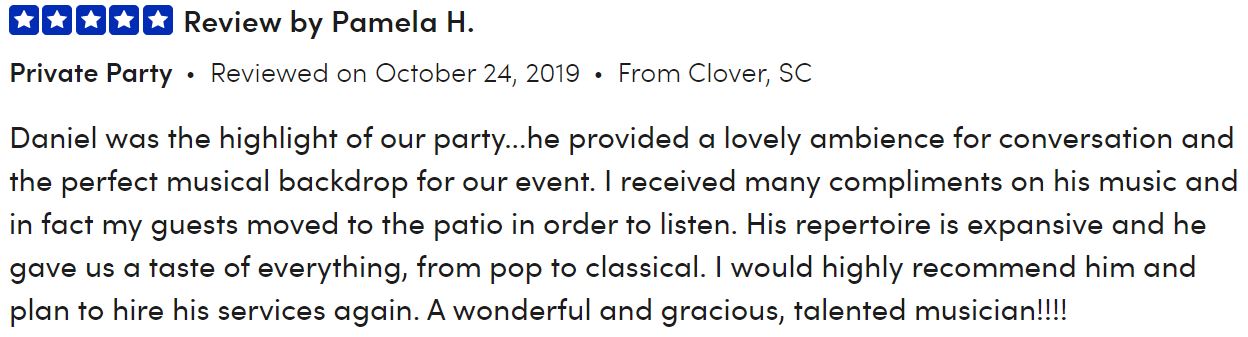 Review by Pamela H.
Private Party • Reviewed on October 24, 2019 • From Clover, SC
Daniel was the highlight of our party...he provided a lovely ambience for conversation and
the perfect musical backdrop for our event. I received many compliments on his music and
in fact my guests moved to the patio in order to listen. His repertoire is expansive and he
gave us a taste of everything, from pop to classical. I would highly recommend him and
plan to hire his services again. A wonderful and gracious, talented musician!!!!